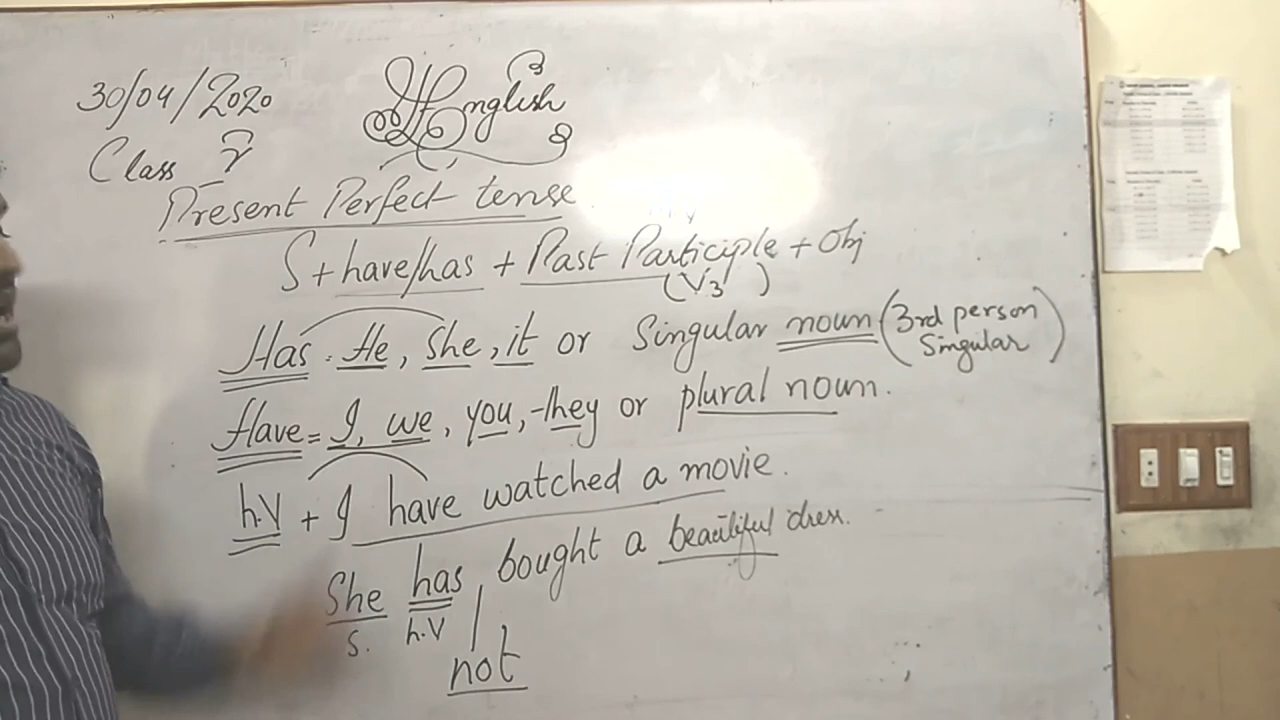 30/04/2020
English
Class V
Present Perfect tense
S + have/has + Past Participle + Obj
(V3)
Has = He, She, it or Singular noun (3rd person Singular)
Have = I, we, you, they or plural noun.
h.V + I have watched a movie.
She has bought a beautiful dress.
S. h.V
not